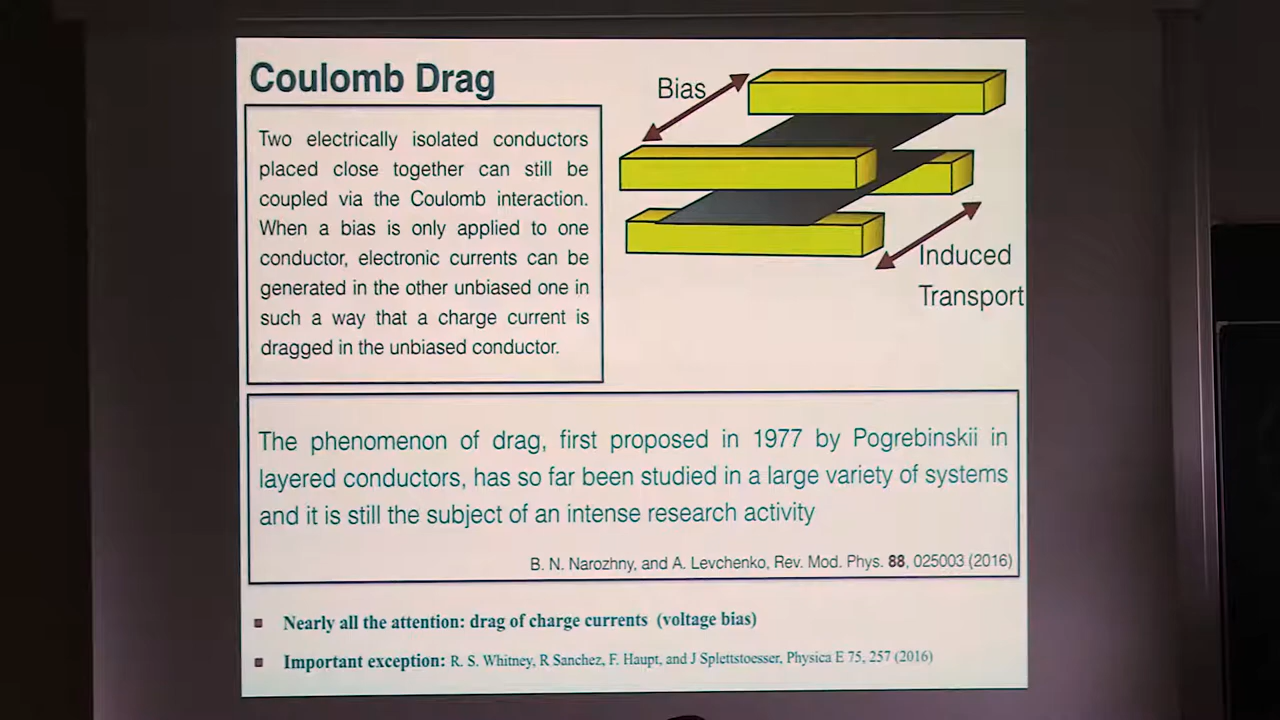 Coulomb Drag
Two electrically isolated conductors
placed close together can still be
coupled via the Coulomb interaction.
When a bias is only applied to one
conductor, electronic currents can be
generated in the other unbiased one in
such a way that a charge current is
dragged in the unbiased conductor.
Bias
Induced
Transport
The phenomenon of drag, first proposed in 1977 by Pogrebinskii in
layered conductors, has so far been studied in a large variety of systems
and it is still the subject of an intense research activity
B. N. Narozhny, and A. Levchenko, Rev. Mod. Phys. 88, 025003 (2016)
Nearly all the attention: drag of charge currents (voltage bias)
Important exception: R. S. Whitney, R Sanchez, F. Haupt, and J Splettstoesser, Physica E 75, 257 (2016)